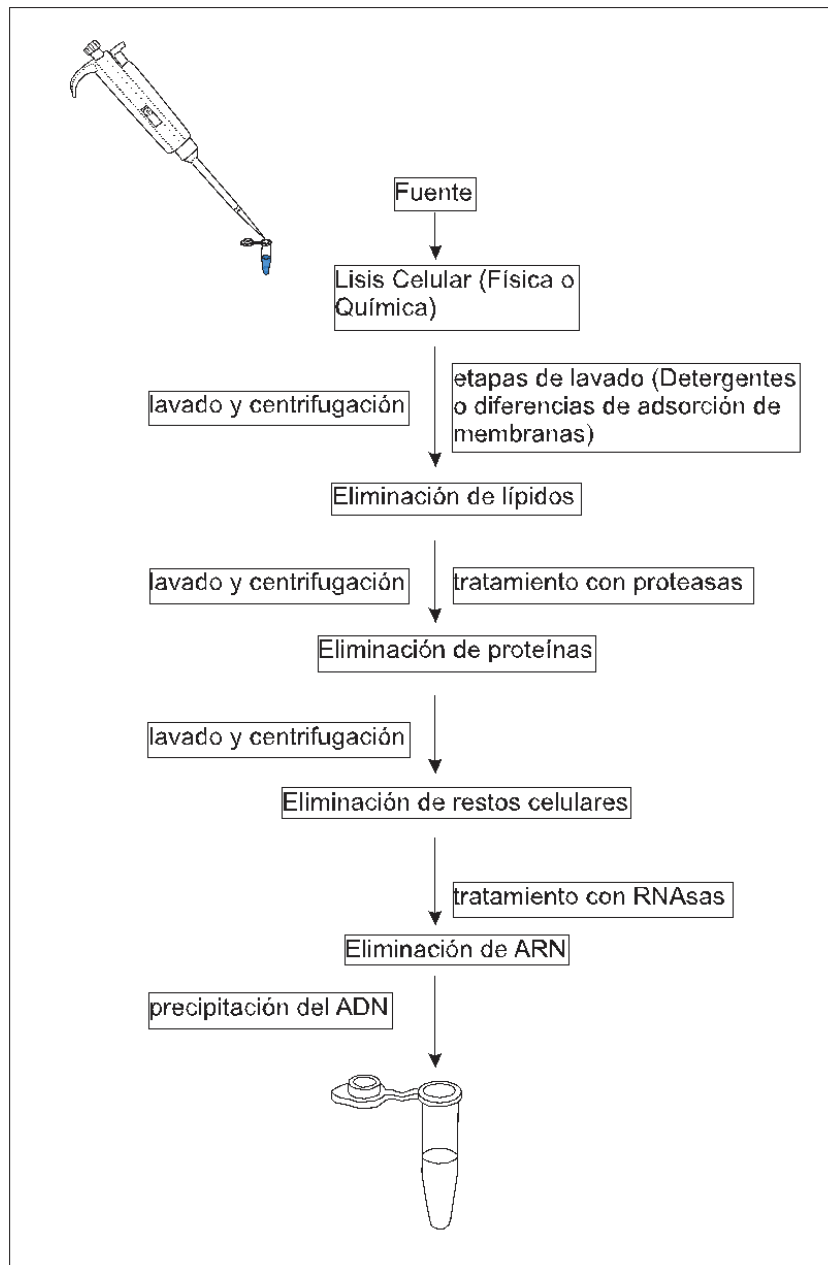 Fuente
Lisis Celular (Física o
Química)
lavado y centrifugación
etapas de lavado (Detergentes
o diferencias de adsorción de
membranas)
Eliminación de lípidos
lavado y centrifugación
tratamiento con proteasas
Eliminación de proteínas
lavado y centrifugación
Eliminación de restos celulares
tratamiento con RNAsas
Eliminación de ARN
precipitación del ADN